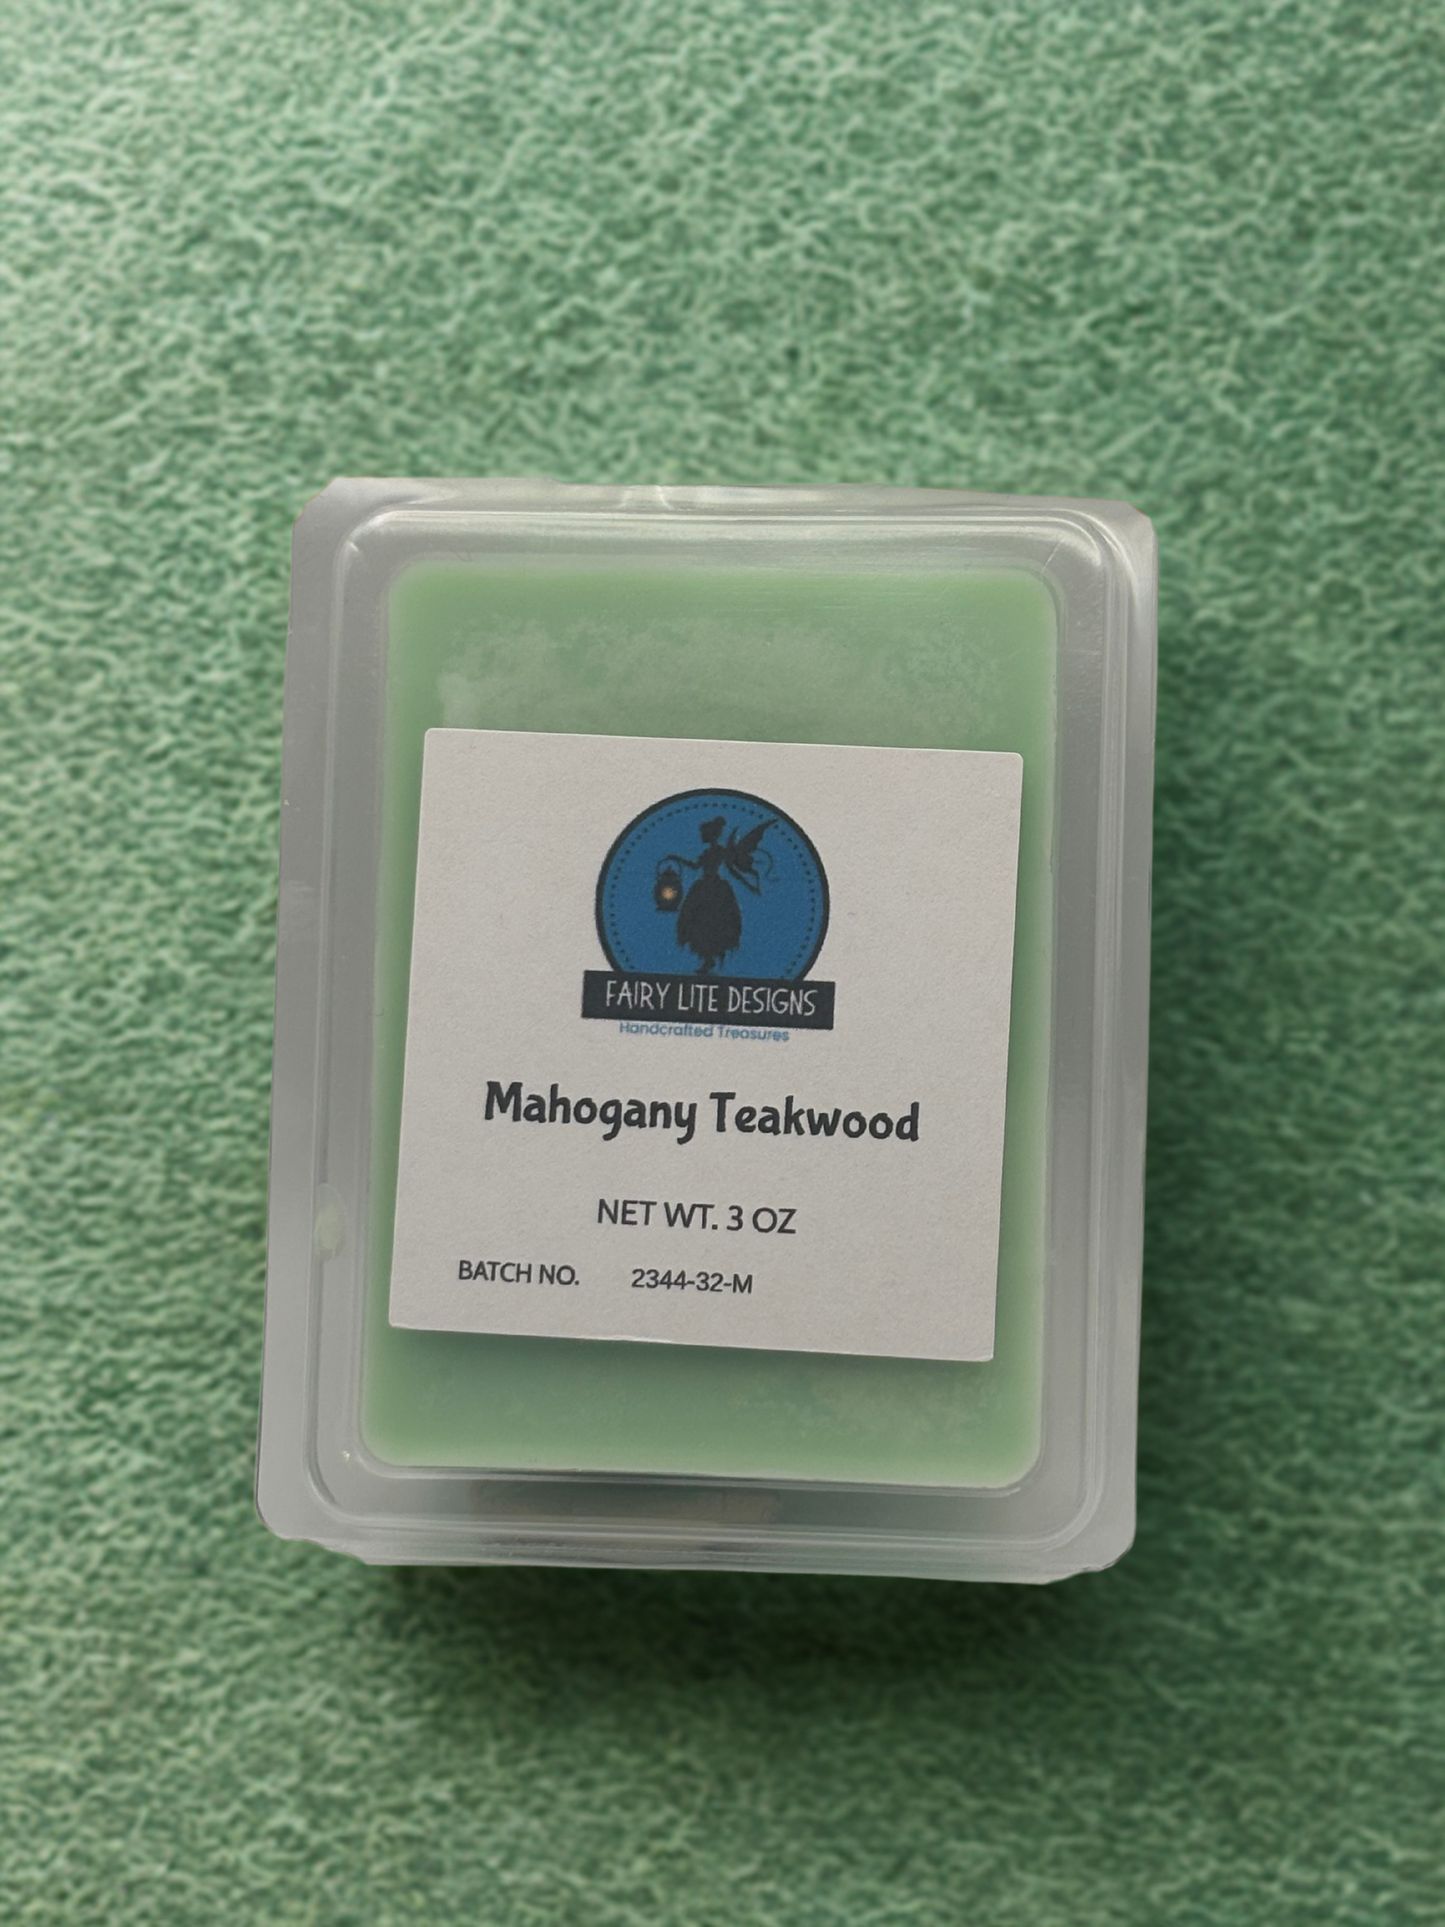 FAIRY LITE DESIGNS
Handcrafted Treasures
Mahogany Teakwood
NET WT. 3 OZ
BATCH NO. 2344-32-M